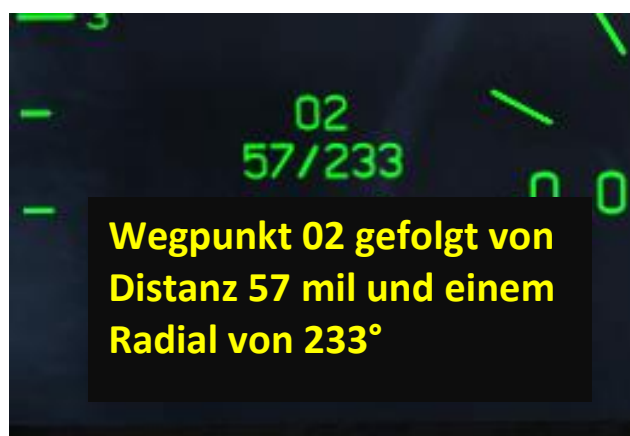 3
02
57/233
0 0
Wegpunkt 02 gefolgt von
Distanz 57 mil und einem
Radial von 233°